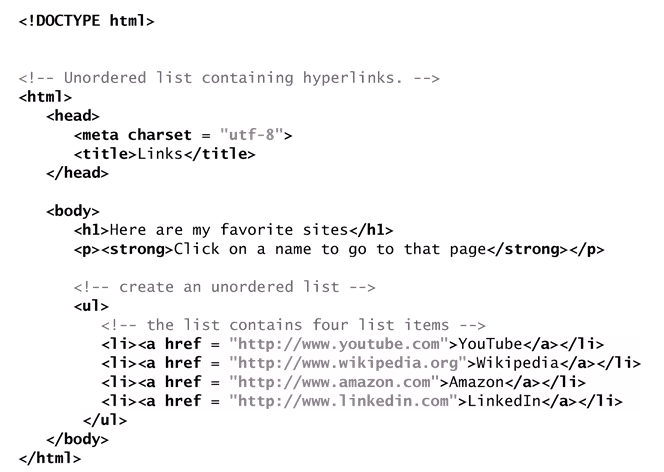 <!DOCTYPE html>
<!-- Unordered list containing hyperlinks. -->
<html>
<head>
<meta charset = "utf-8">
<title>Links</title>
</head>
<body>
<h1>Here are my favorite sites</h1>
<p><strong>Click on a name to go to that page</strong></p>
<!-- create an unordered list -->
<ul>
<!-- the list contains four list items -->
<li><a href = "http://www.youtube.com">YouTube</a></li>
<li><a href = "http://www.wikipedia.org">Wikipedia</a></li>
<li><a href = "http://www.amazon.com">Amazon</a></li>
<li><a href = "http://www.linkedin.com">LinkedIn</a></li>
</ul>
</body>
</html>